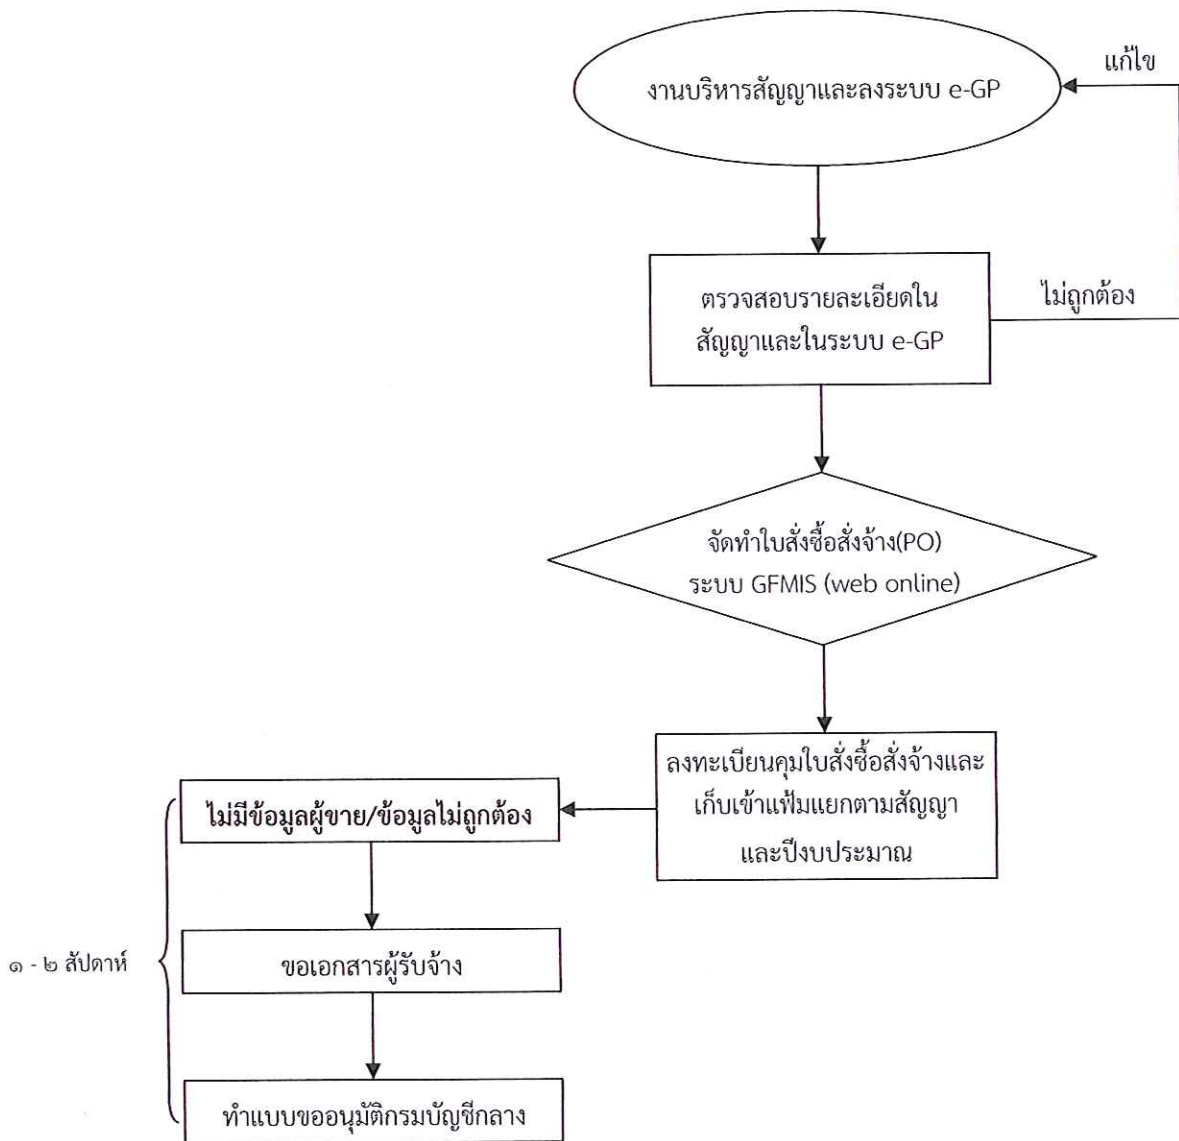 แก้ไข
งานบริหารสัญญาและลงระบบ e-GP
ตรวจสอบรายละเอียดใน
สัญญาและในระบบ e-GP
ไม่ถูกต้อง
จัดทำใบสั่งซื้อสั่งจ้าง(PO)
ระบบ GFMIS (web online)
ลงทะเบียนคุมใบสั่งซื้อสั่งจ้างและ
เก็บเข้าแฟ้มแยกตามสัญญา
และปีงบประมาณ
ไม่มีข้อมูลผู้ขาย/ข้อมูลไม่ถูกต้อง
๑ - ๒ สัปดาห์
ขอเอกสารผู้รับจ้าง
ทำแบบขออนุมัติกรมบัญชีกลาง